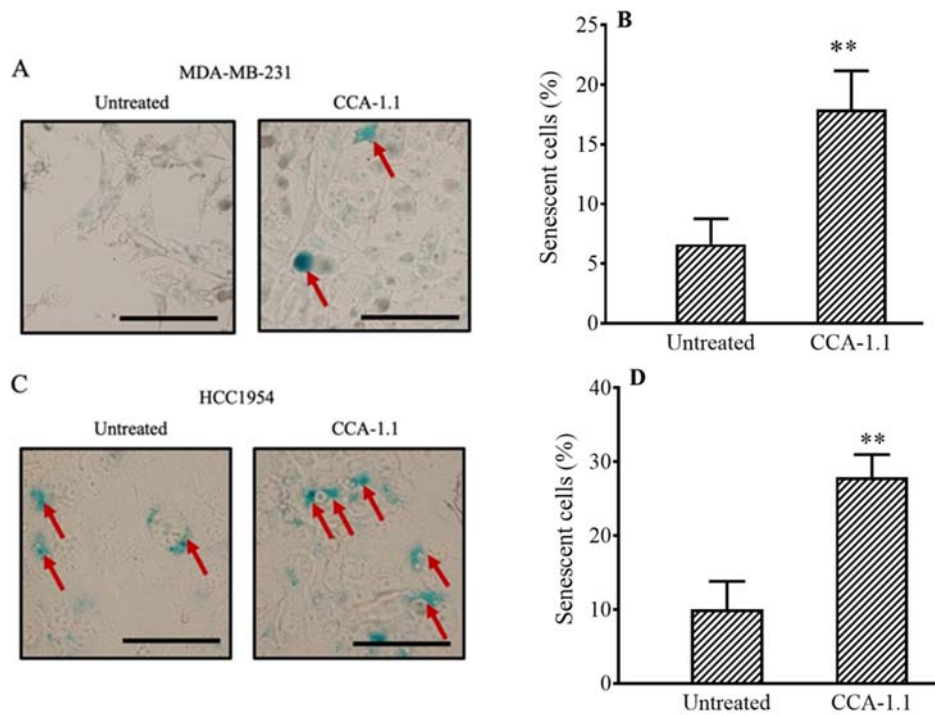 A
MDA-MB-231
Untreated
CCA-1.1
B
Senescent cells (%)
25
20
15
10
5
0
**
Untreated
CCA-1.1
C
HCC1954
Untreated
CCA-1.1
D
Senescent cells (%)
40
30
20
10
0
**
Untreated
CCA-1.1